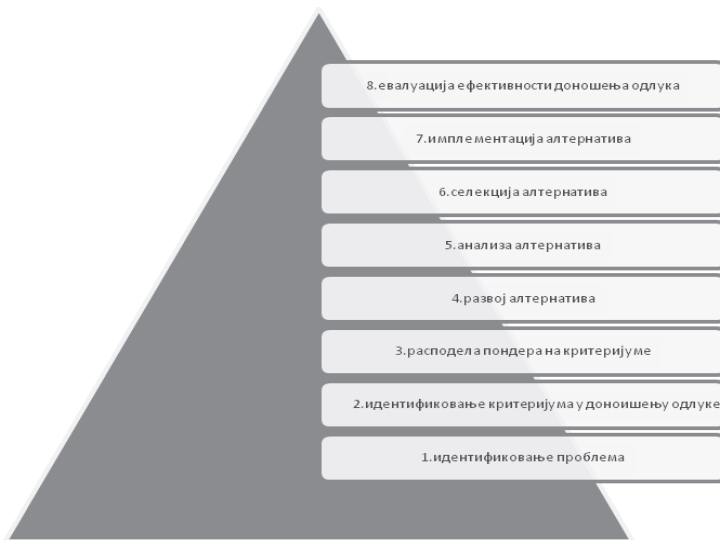 8.евалуација ефективности доношења одлука
7.имплементација алтернатива
6.селекција алтернатива
5.анализа алтернатива
4.развој алтернатива
3.расподела пондера на критеријуме
2.идентификовање критеријума у доноишењу одлуке
1.идентификовање проблема